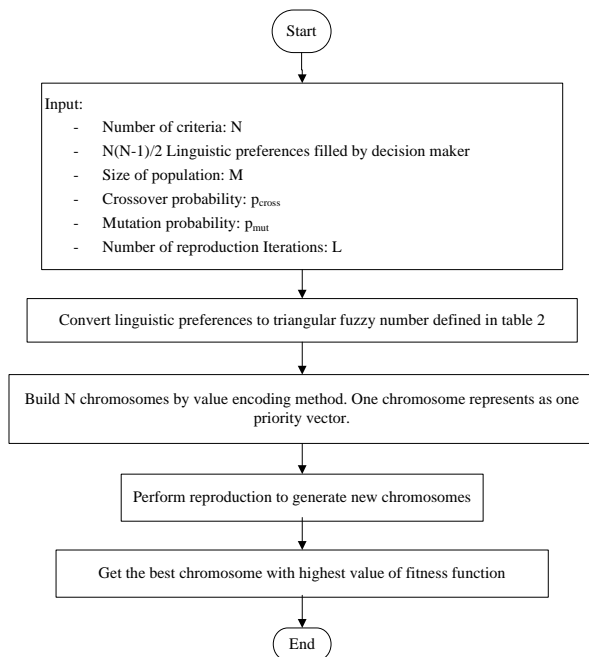 Start
Input:
- Number of criteria: N
- N(N-1)/2 Linguistic preferences filled by decision maker
- Size of population: M
- Crossover probability: pcross
- Mutation probability: pmut
- Number of reproduction Iterations: L
Convert linguistic preferences to triangular fuzzy number defined in table 2
Build N chromosomes by value encoding method. One chromosome represents as one
priority vector.
Perform reproduction to generate new chromosomes
Get the best chromosome with highest value of fitness function
End